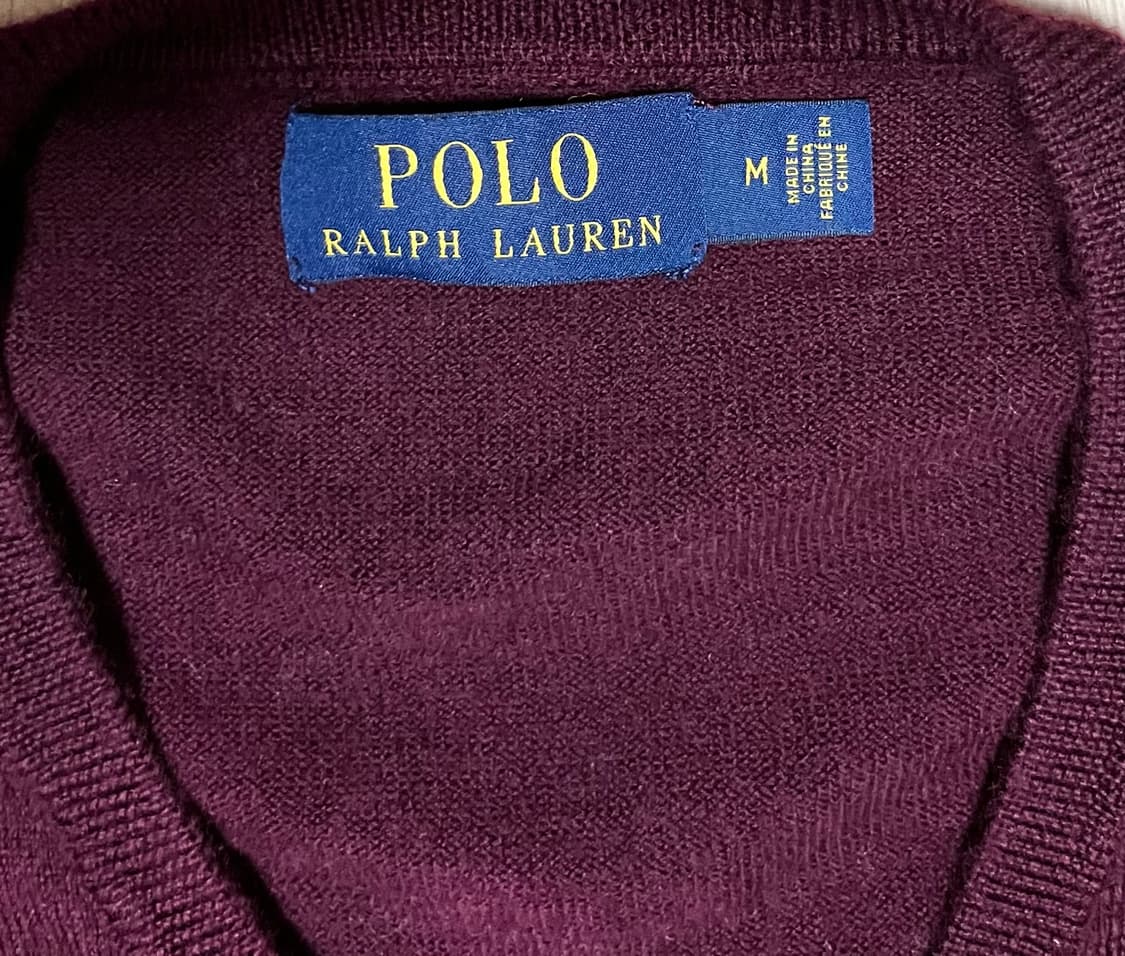 POLO
RALPH LAUREN
M
MADE IN
CHINA
FABRIQUÉ EN
CHINE